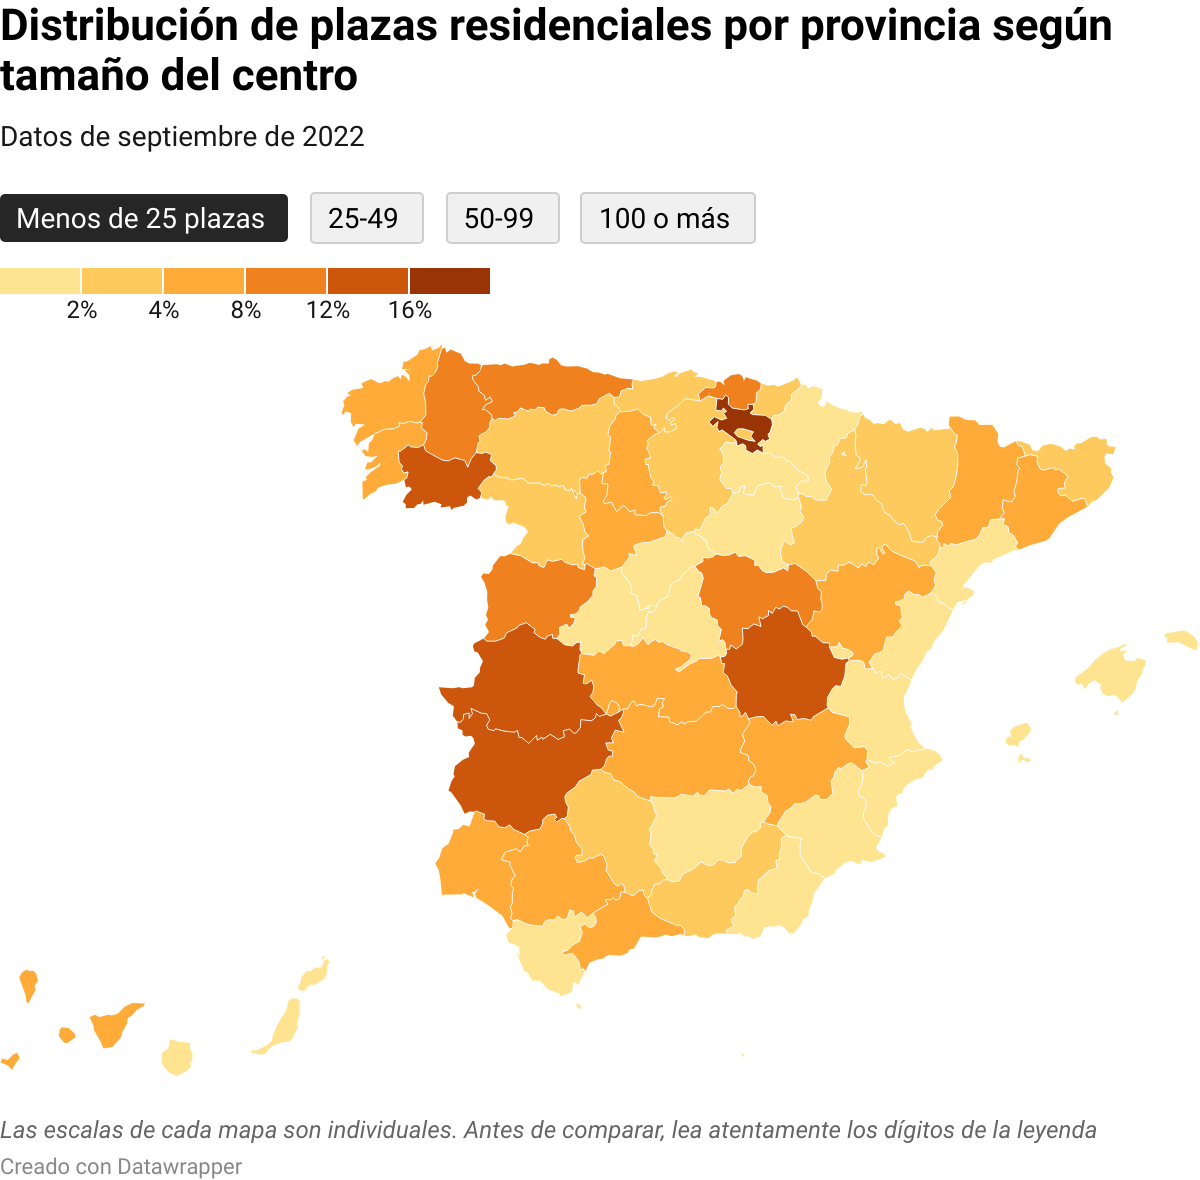 Distribución de plazas residenciales por provincia según
tamaño del centro
Datos de septiembre de 2022
Menos de 25 plazas 25-49 50-99 100 o más
2% 4% 8% 12% 16%
Las escalas de cada mapa son individuales. Antes de comparar, lea atentamente los dígitos de la leyenda
Creado con Datawrapper